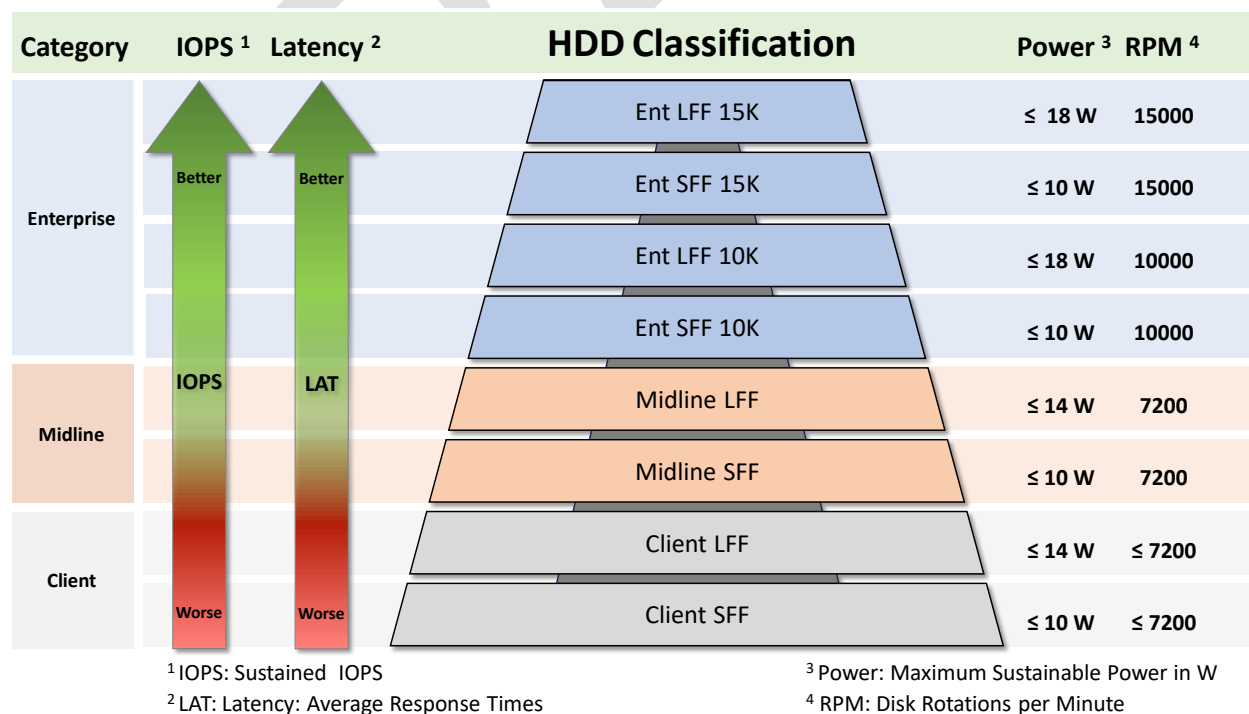 Category IOPS ¹ Latency ² HDD Classification Power ³ RPM ⁴
Enterprise
Better Better
Ent LFF 15K ≤ 18 W 15000
Ent SFF 15K ≤ 10 W 15000
Ent LFF 10K ≤ 18 W 10000
Ent SFF 10K ≤ 10 W 10000
Midline
IOPS LAT
Midline LFF ≤ 14 W 7200
Midline SFF ≤ 10 W 7200
Client
Client LFF ≤ 14 W ≤ 7200
Worse Worse
Client SFF ≤ 10 W ≤ 7200
¹ IOPS: Sustained IOPS
² LAT: Latency: Average Response Times
³ Power: Maximum Sustainable Power in W
⁴ RPM: Disk Rotations per Minute